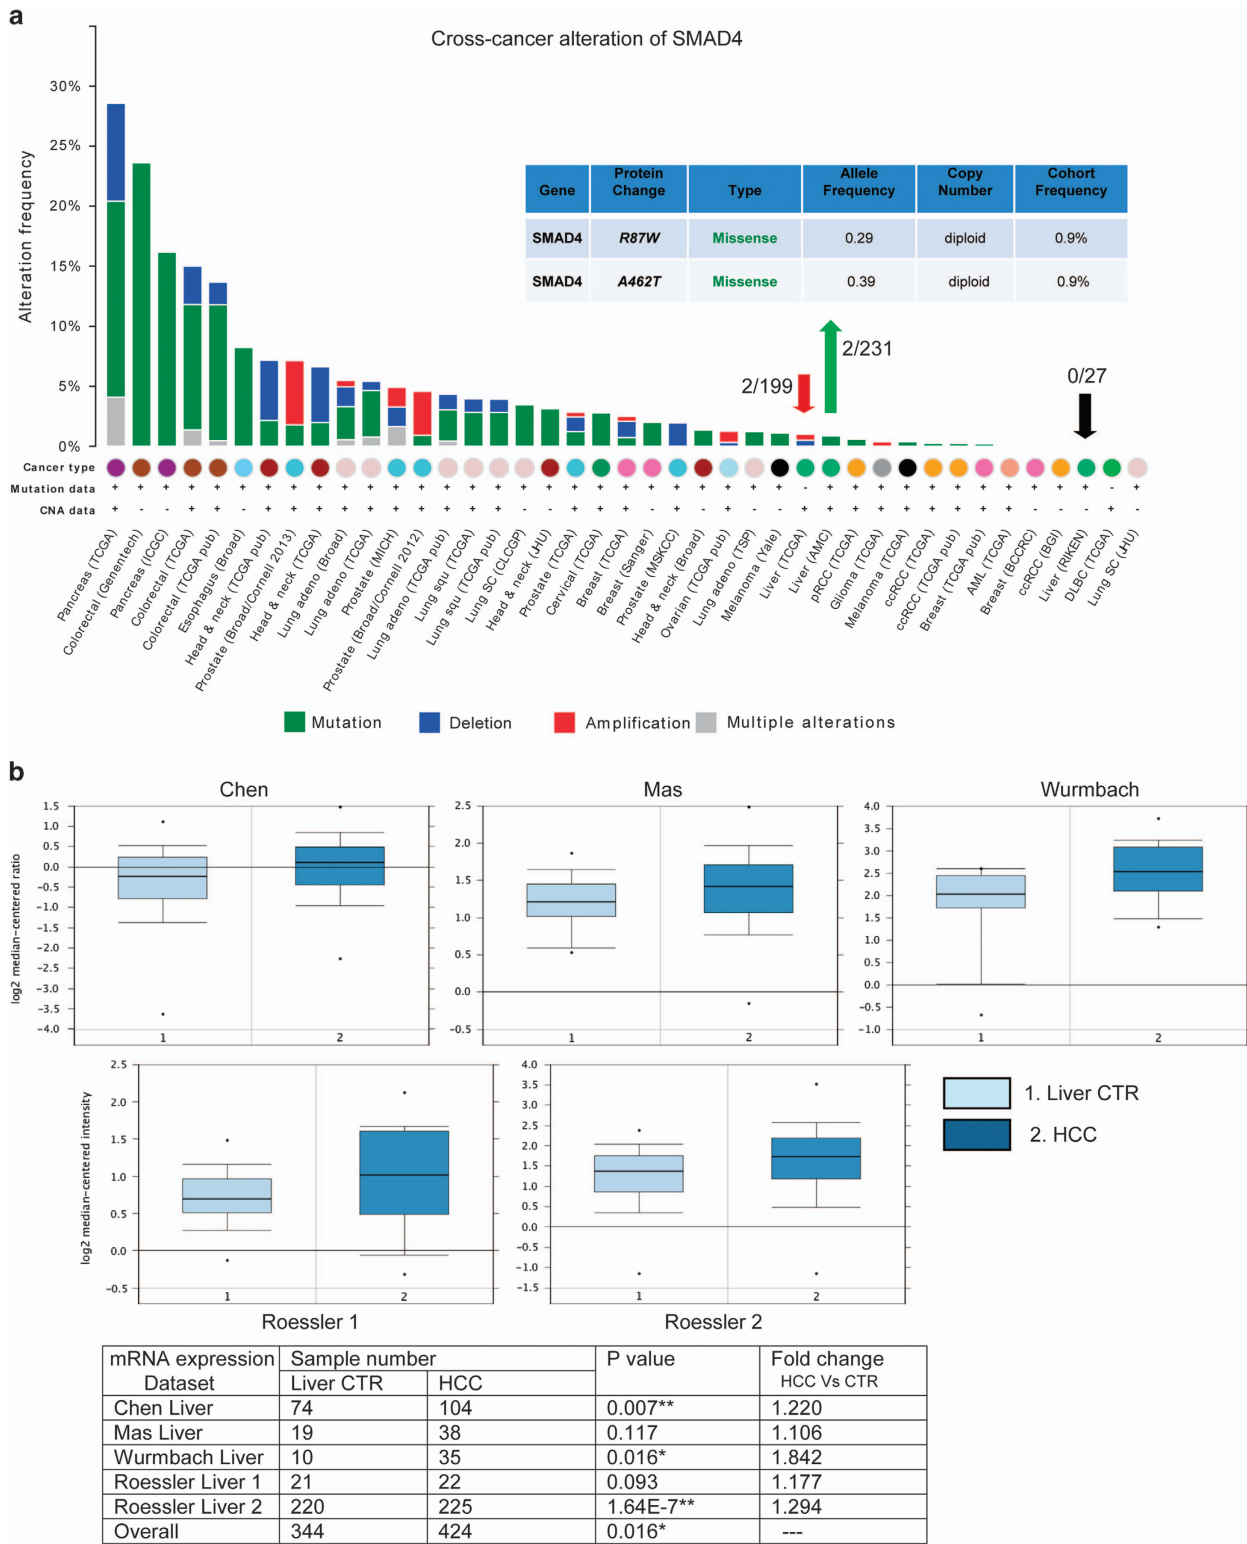 a
Cross-cancer alteration of SMAD4
Alteration frequency
30%
25%
20%
15%
10%
5%
0%
Gene Protein Change Type Allele Frequency Copy Number Cohort Frequency
SMAD4 R87W Missense 0.29 diploid 0.9%
SMAD4 A462T Missense 0.39 diploid 0.9%
2/199
2/231
0/27
Cancer type
Mutation data + + + + + + + + + + + + + + + + + + + + + + + + + + - + + + + + + + + + + + - +
CNA data + - - + + - + + + + + + + + + + - - + + + - + - + - - + + + + + + + + - - - + -
Pancreas (TCGA)
Colorectal (Genentech)
Pancreas (ICGC)
Colorectal (TCGA)
Colorectal (TCGA pub)
Esophagus (Broad)
Head & neck (TCGA pub)
Prostate (Broad/Cornell 2013)
Head & neck (TCGA)
Lung adeno (Broad)
Lung adeno (TCGA)
Prostate (MICH)
Prostate (Broad/Cornell 2012)
Lung adeno (TCGA pub)
Lung squ (TCGA)
Lung squ (TCGA pub)
Lung SC (CLCGP)
Head & neck (JHU)
Prostate (TCGA)
Cervical (TCGA)
Breast (TCGA)
Breast (Sanger)
Prostate (MSKCC)
Head & neck (Broad)
Ovarian (TCGA pub)
Lung adeno (TSP)
Melanoma (Yale)
Liver (TCGA)
Liver (AMC)
pRCC (TCGA)
Glioma (TCGA)
Melanoma (TCGA)
ccRCC (TCGA)
ccRCC (TCGA pub)
Breast (TCGA pub)
AML (TCGA)
Breast (BCCRC)
ccRCC (BGI)
Liver (RIKEN)
DLBC (TCGA)
Lung SC (JHU)
Mutation Deletion Amplification Multiple alterations
b
Chen Mas Wurmbach
log2 median-centered ratio
1.5
1.0
0.5
0.0
-0.5
-1.0
-1.5
-2.0
-2.5
-3.0
-3.5
-4.0
1 2
2.5
2.0
1.5
1.0
0.5
0.0
-0.5
1 2
4.0
3.5
3.0
2.5
2.0
1.5
1.0
0.5
0.0
-0.5
-1.0
1 2
log2 median-centered intensity
2.5
2.0
1.5
1.0
0.5
0.0
-0.5
1 2
Roessler 1
4.0
3.5
3.0
2.5
2.0
1.5
1.0
0.5
0.0
-0.5
-1.0
-1.5
1 2
Roessler 2
1. Liver CTR
2. HCC
mRNA expression Sample number P value Fold change
Dataset Liver CTR HCC HCC Vs CTR
Chen Liver 74 104 0.007** 1.220
Mas Liver 19 38 0.117 1.106
Wurmbach Liver 10 35 0.016* 1.842
Roessler Liver 1 21 22 0.093 1.177
Roessler Liver 2 220 225 1.64E-7** 1.294
Overall 344 424 0.016* ---